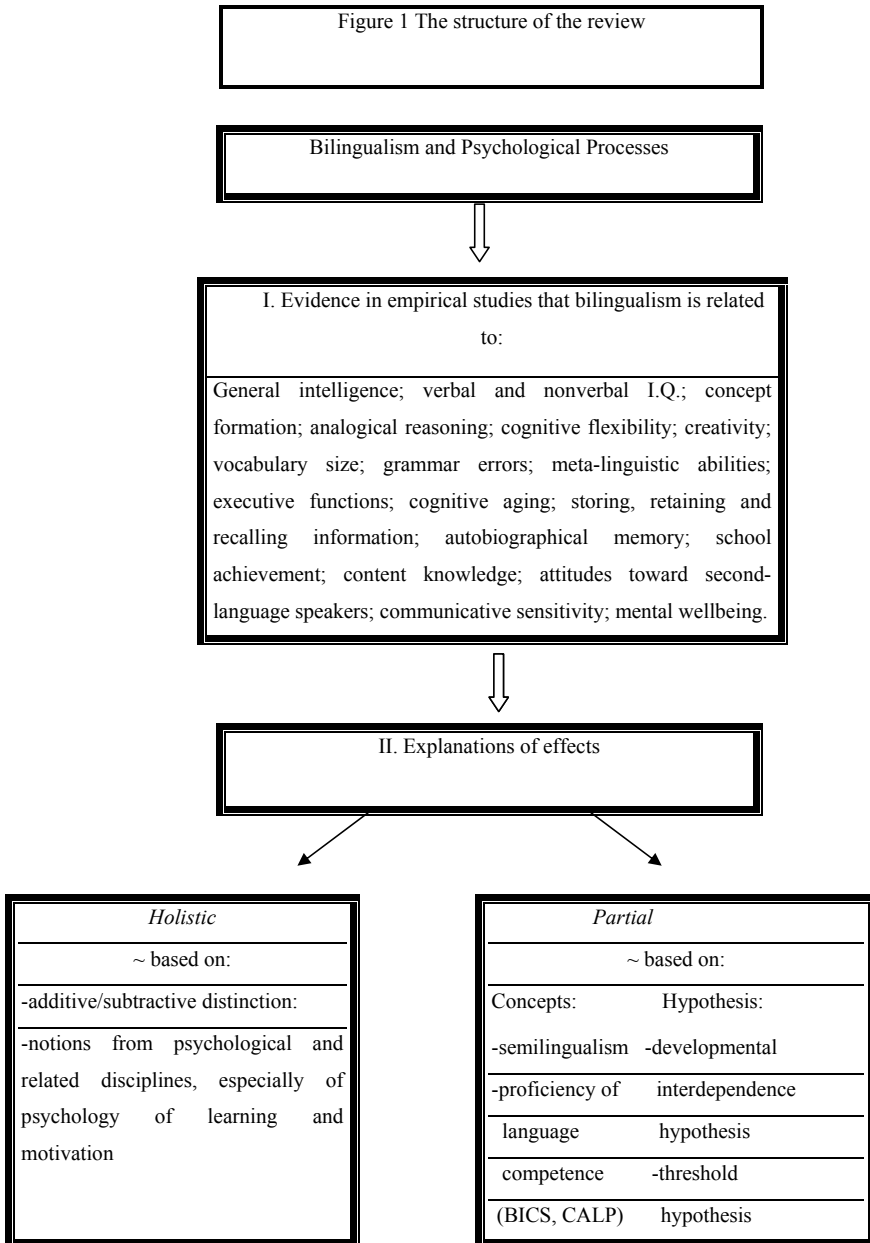 Figure 1 The structure of the review
Bilingualism and Psychological Processes
I. Evidence in empirical studies that bilingualism is related
to:
General intelligence; verbal and nonverbal I.Q.; concept
formation; analogical reasoning; cognitive flexibility; creativity;
vocabulary size; grammar errors; meta-linguistic abilities;
executive functions; cognitive aging; storing, retaining and
recalling information; autobiographical memory; school
achievement; content knowledge; attitudes toward second-
language speakers; communicative sensitivity; mental wellbeing.
II. Explanations of effects
Holistic
~ based on:
-additive/subtractive distinction:
-notions from psychological and
related disciplines, especially of
psychology of learning and
motivation
Partial
~ based on:
Concepts: Hypothesis:
-semilingualism -developmental
-proficiency of interdependence
language hypothesis
competence -threshold
(BICS, CALP) hypothesis